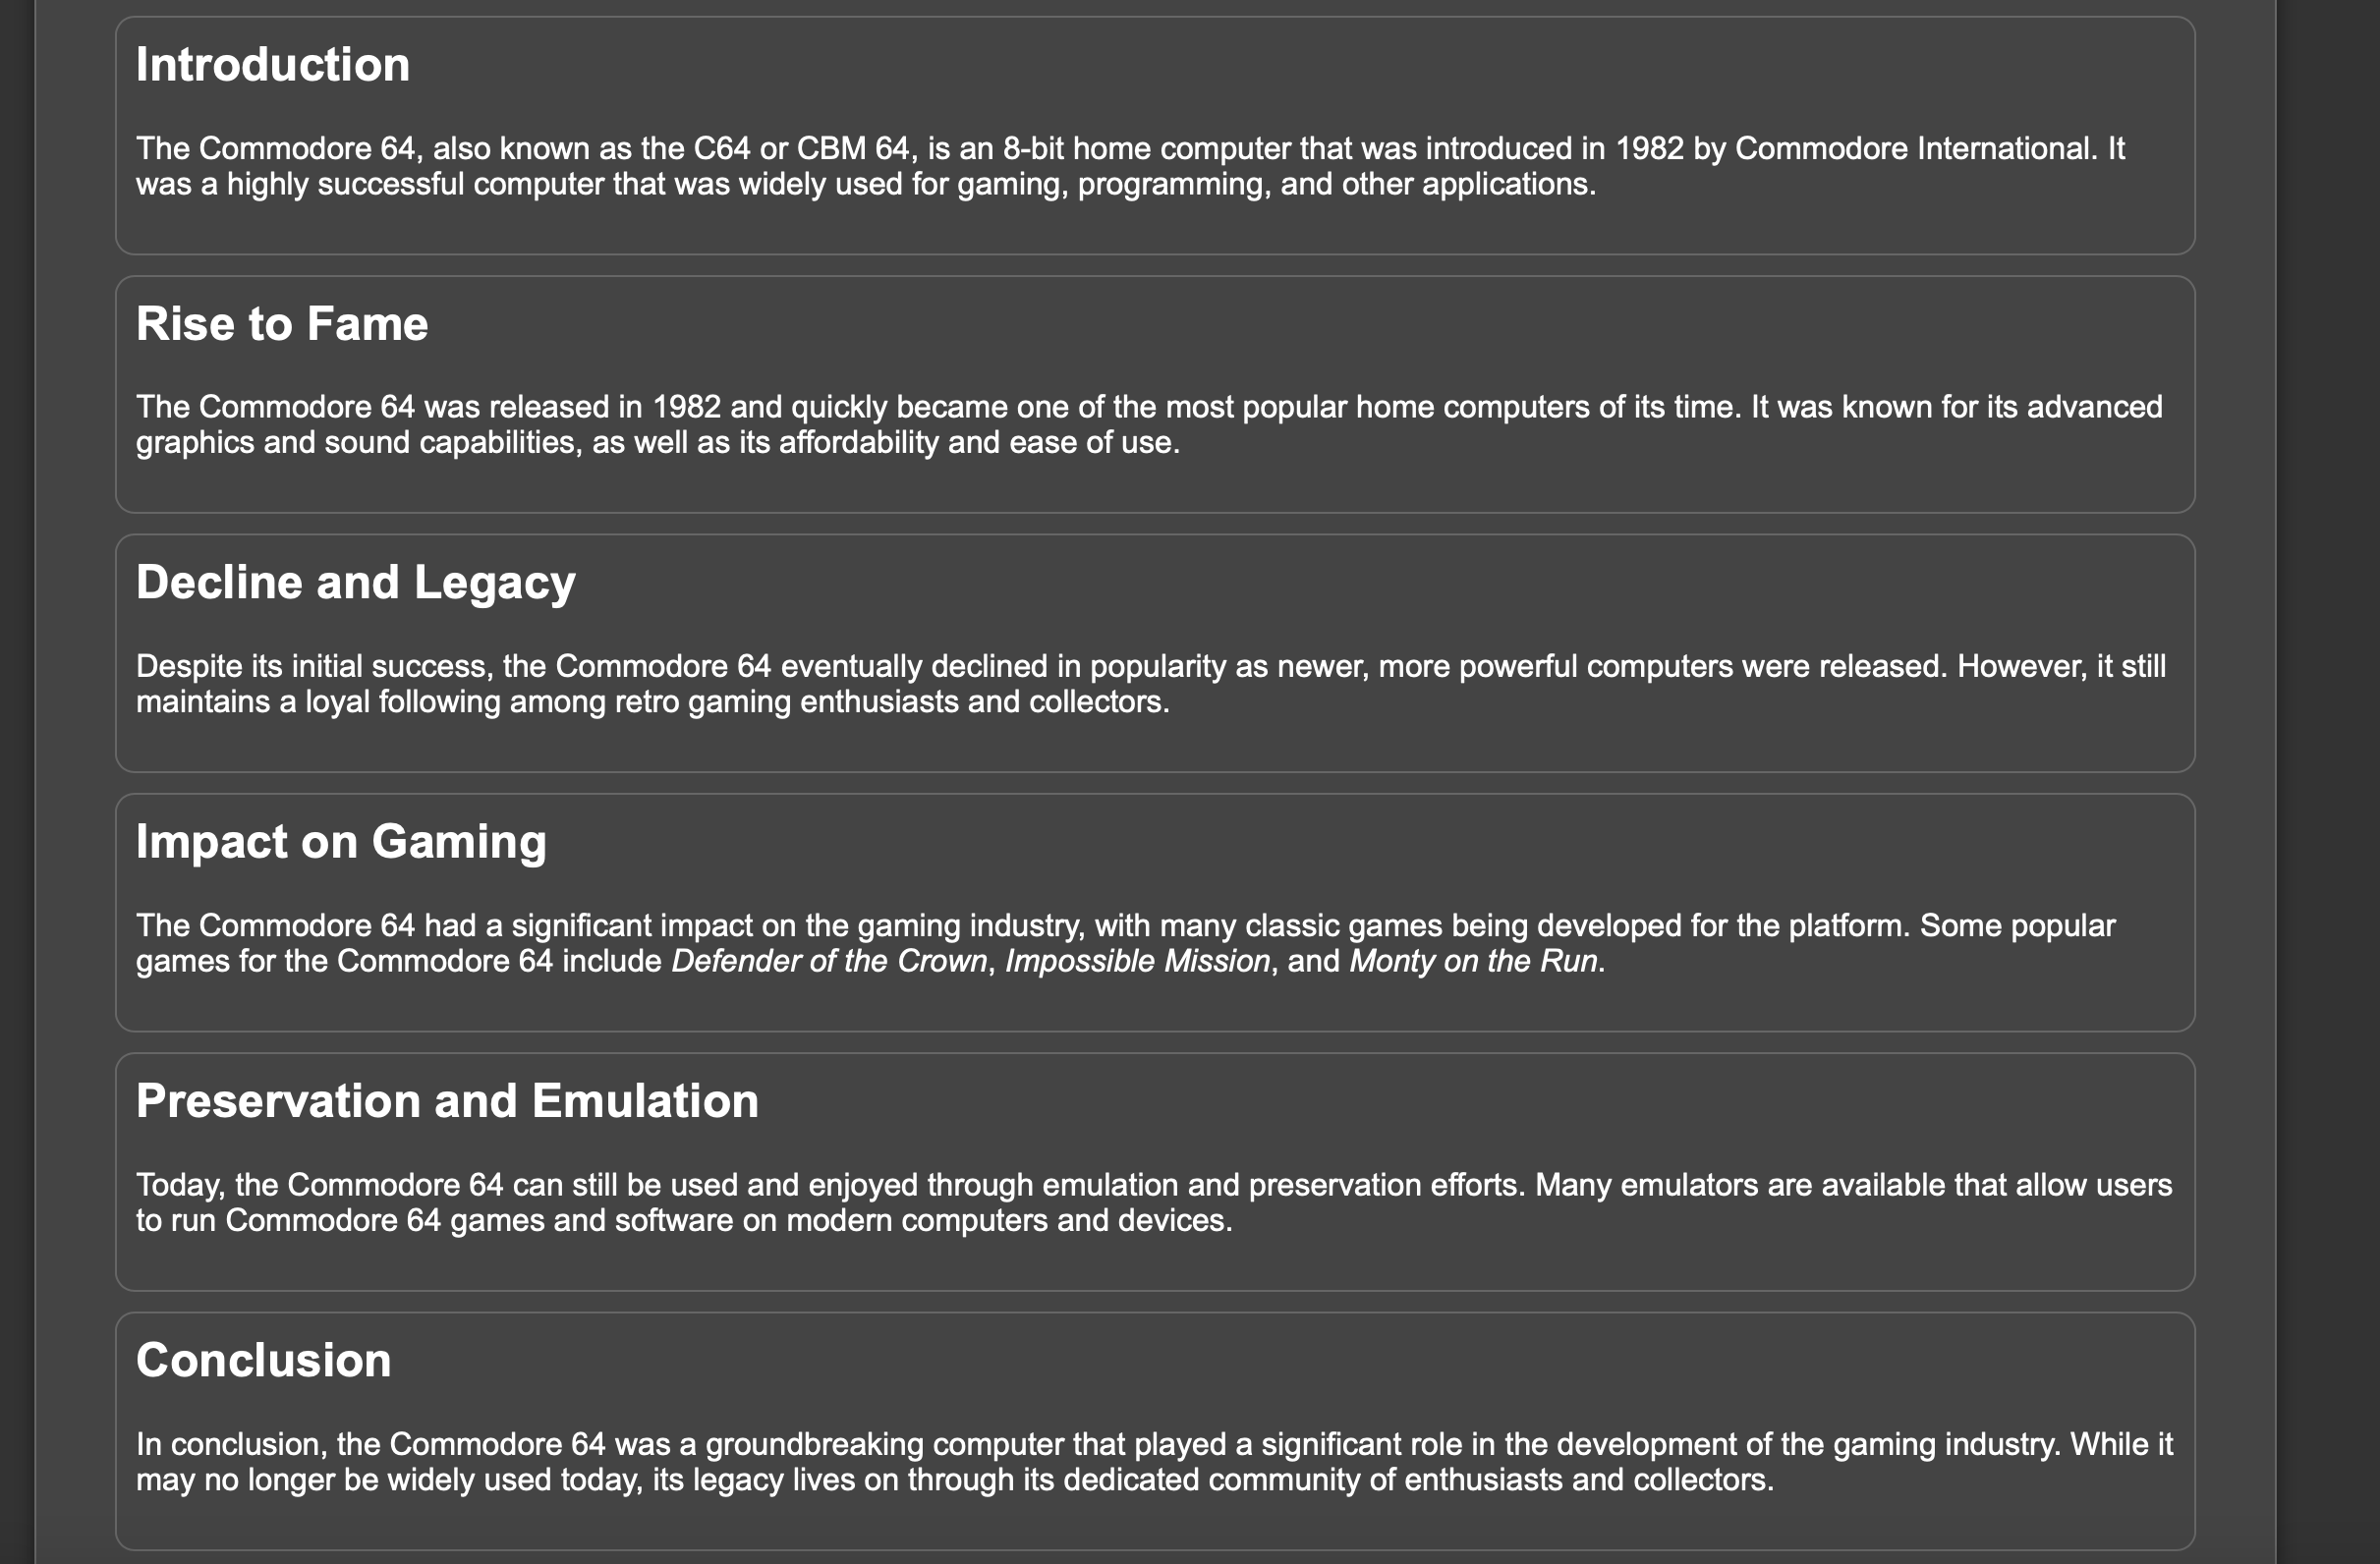 Introduction
The Commodore 64, also known as the C64 or CBM 64, is an 8-bit home computer that was introduced in 1982 by Commodore International. It
was a highly successful computer that was widely used for gaming, programming, and other applications.
Rise to Fame
The Commodore 64 was released in 1982 and quickly became one of the most popular home computers of its time. It was known for its advanced
graphics and sound capabilities, as well as its affordability and ease of use.
Decline and Legacy
Despite its initial success, the Commodore 64 eventually declined in popularity as newer, more powerful computers were released. However, it still
maintains a loyal following among retro gaming enthusiasts and collectors.
Impact on Gaming
The Commodore 64 had a significant impact on the gaming industry, with many classic games being developed for the platform. Some popular
games for the Commodore 64 include Defender of the Crown, Impossible Mission, and Monty on the Run.
Preservation and Emulation
Today, the Commodore 64 can still be used and enjoyed through emulation and preservation efforts. Many emulators are available that allow users
to run Commodore 64 games and software on modern computers and devices.
Conclusion
In conclusion, the Commodore 64 was a groundbreaking computer that played a significant role in the development of the gaming industry. While it
may no longer be widely used today, its legacy lives on through its dedicated community of enthusiasts and collectors.